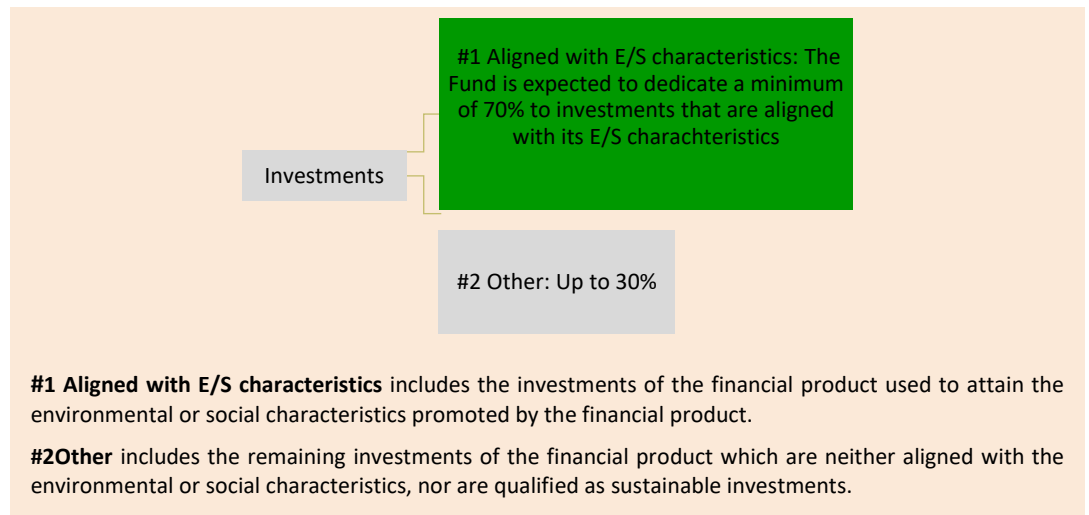 #1 Aligned with E/S characteristics: The
Fund is expected to dedicate a minimum
of 70% to investments that are aligned
with its E/S charachteristics
Investments
#2 Other: Up to 30%
#1 Aligned with E/S characteristics includes the investments of the financial product used to attain the
environmental or social characteristics promoted by the financial product.
#2Other includes the remaining investments of the financial product which are neither aligned with the
environmental or social characteristics, nor are qualified as sustainable investments.